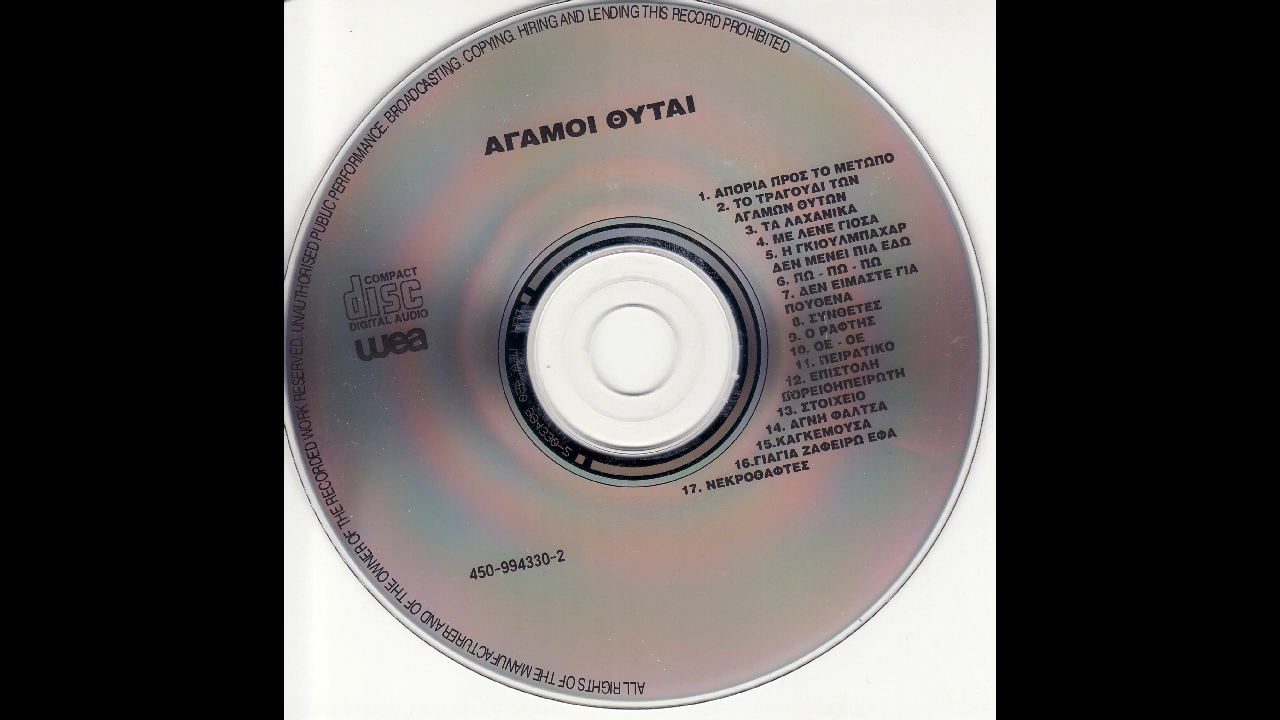 ALL RIGHTS OF THE MANUFACTURER AND OF THE OWNER OF THE RECORDED WORK RESERVED. UNAUTHORISED PUBLIC PERFORMANCE. BROADCASTING. COPYING. HIRING AND LENDING THIS RECORD PROHIBITED
ΑΓΑΜΟΙ ΘΥΤΑΙ
1. ΑΠΟΡΙΑ ΠΡΟΣ ΤΟ ΜΕΤΩΠΟ
2. ΤΟ ΤΡΑΓΟΥΔΙ ΤΩΝ
ΑΓΑΜΩΝ ΘΥΤΩΝ
3. ΤΑ ΛΑΧΑΝΙΚΑ
4. ΜΕ ΛΕΝΕ ΓΙΟΣΑ
5. Η ΓΚΙΟΥΛΜΠΑΧΑΡ
ΔΕΝ ΜΕΝΕΙ ΠΙΑ ΕΔΩ
6. ΠΩ - ΠΩ - ΠΩ
7. ΔΕΝ ΕΙΜΑΣΤΕ ΓΙΑ
ΠΟΥΘΕΝΑ
8. ΣΥΝΘΕΤΕΣ
9. Ο ΡΑΦΤΗΣ
10. ΟΕ - ΟΕ
11. ΠΕΙΡΑΤΙΚΟ
12. ΕΠΙΣΤΟΛΗ
ΒΟΡΕΙΟΗΠΕΙΡΩΤΗ
13. ΣΤΟΙΧΕΙΟ
14. ΑΓΝΗ ΦΑΛΤΣΑ
15.ΚΑΓΚΕΜΟΥΣΑ
16.ΓΙΑΓΙΑ ΖΑΦΕΙΡΩ ΕΦΑ
17. ΝΕΚΡΟΘΑΦΤΕΣ
COMPACT
disc
DIGITAL AUDIO
wea
450-994330-2